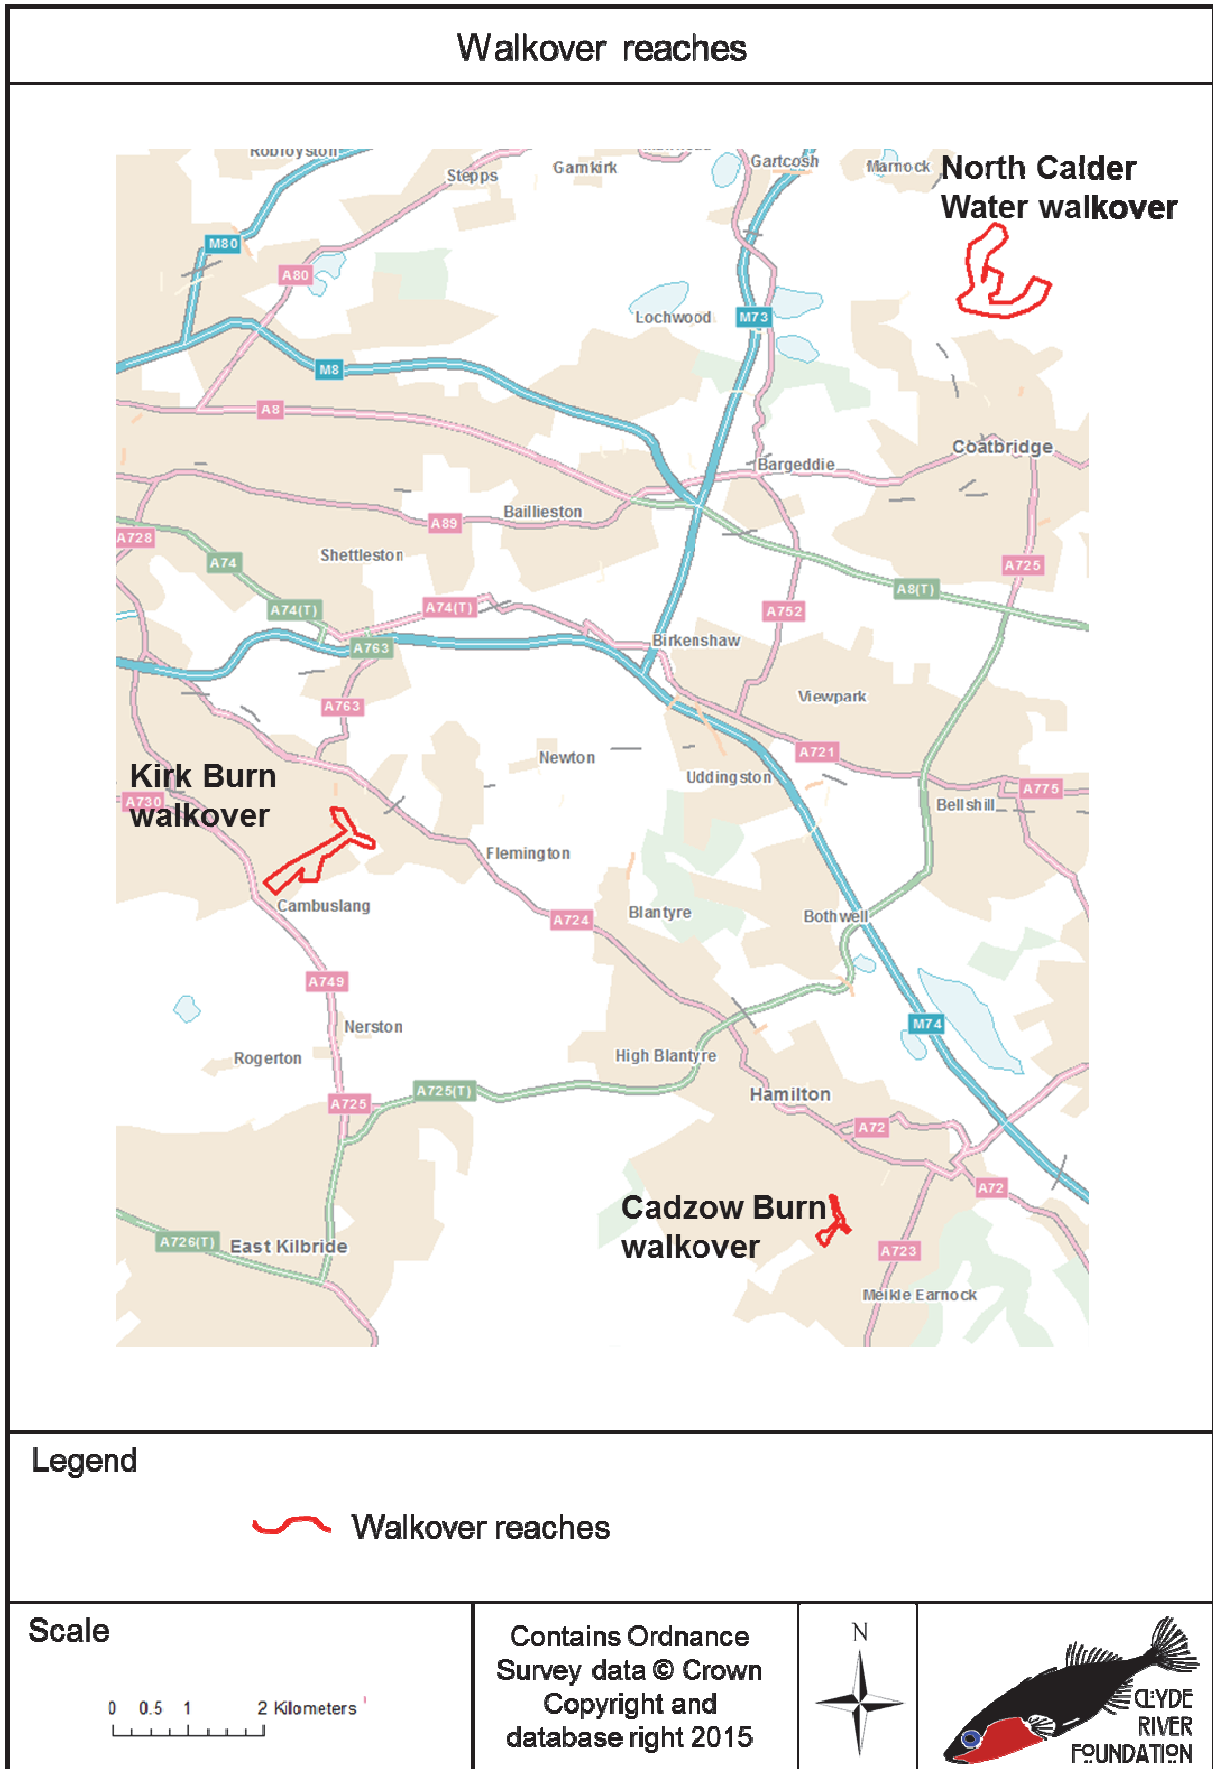 Walkover reaches
Robroyston
Stepps
Gamkirk
Gartcosh
Marnock
North Calder
Water walkover
M80
A80
Lochwood
M73
M8
A8
Coatbridge
Bargeddie
Baillieston
A89
A728
Shettleston
A74
A725
A8(T)
A74(T)
A74(T)
A752
Birkenshaw
A763
Viewpark
A763
A721
Newton
Uddingston
Kirk Burn
walkover
A730
A775
Bellshill
Flemington
Cambuslang
Blantyre
Bothwell
A724
A749
M74
Nerston
Rogerton
High Blantyre
A725(T)
Hamilton
A725
A72
A72
Cadzow Burn
walkover
A726(T)
East Kilbride
A723
Meikle Earnock
Legend
Walkover reaches
Scale
0 0.5 1 2 Kilometers
Contains Ordnance
Survey data © Crown
Copyright and
database right 2015
N
CLYDE
RIVER
FOUNDATION